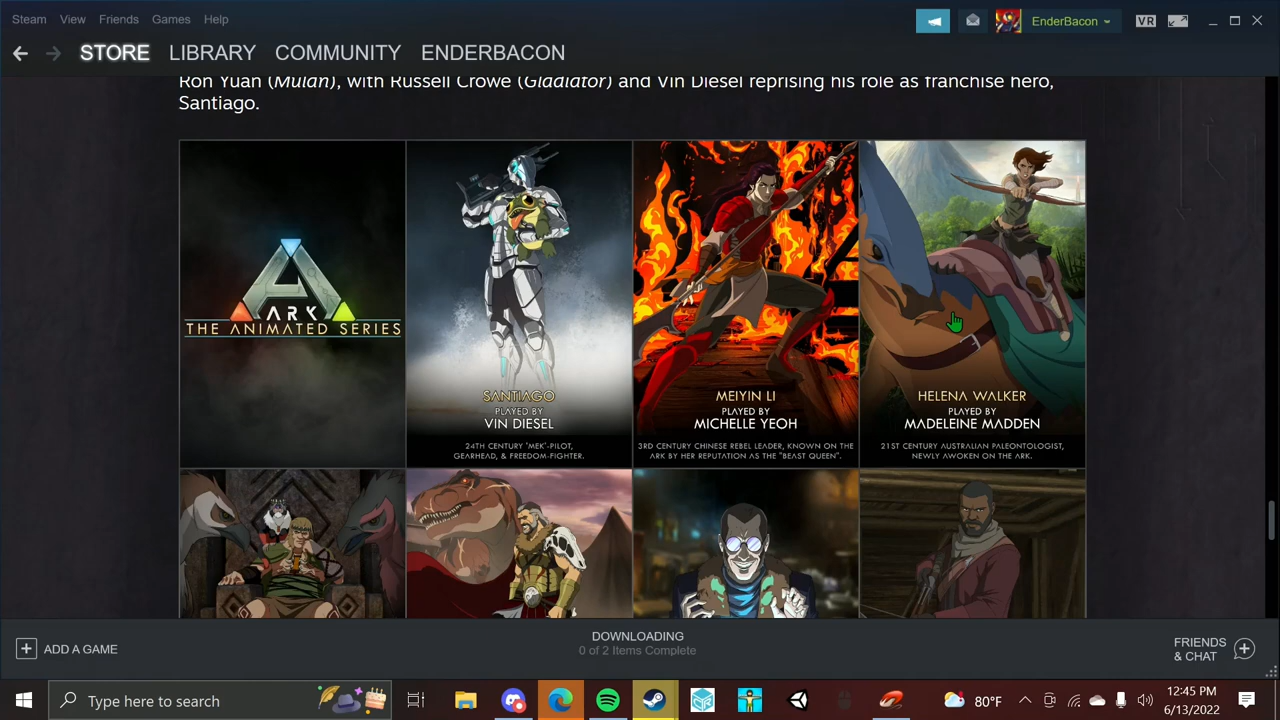 Steam View Friends Games Help
EnderBacon
VR
STORE LIBRARY COMMUNITY ENDERBACON
Ron Yuan (Mulan), with Russell Crowe (Gladiator) and Vin Diesel reprising his role as franchise hero,
Santiago.
ARK
THE ANIMATED SERIES
SANTIAGO
PLAYED BY
VIN DIESEL
24TH CENTURY 'MEK'-PILOT,
GEARHEAD, & FREEDOM-FIGHTER.
MEIYIN LI
PLAYED BY
MICHELLE YEOH
3RD CENTURY CHINESE REBEL LEADER, KNOWN ON THE
ARK BY HER REPUTATION AS THE "BEAST QUEEN".
HELENA WALKER
PLAYED BY
MADELEINE MADDEN
21ST CENTURY AUSTRALIAN PALEONTOLOGIST,
NEWLY AWOKEN ON THE ARK.
ADD A GAME
DOWNLOADING
0 of 2 Items Complete
FRIENDS
& CHAT
Type here to search
80°F
12:45 PM
6/13/2022